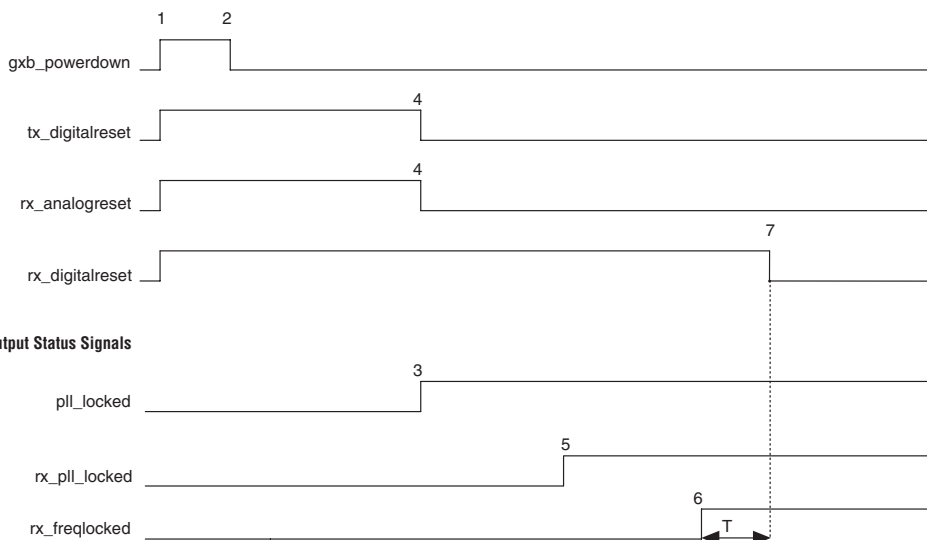 1 2
gxb_powerdown
4
tx_digitalreset
4
rx_analogreset
7
rx_digitalreset
tput Status Signals
3
pll_locked
5
rx_pll_locked
6
rx_freqlocked
T